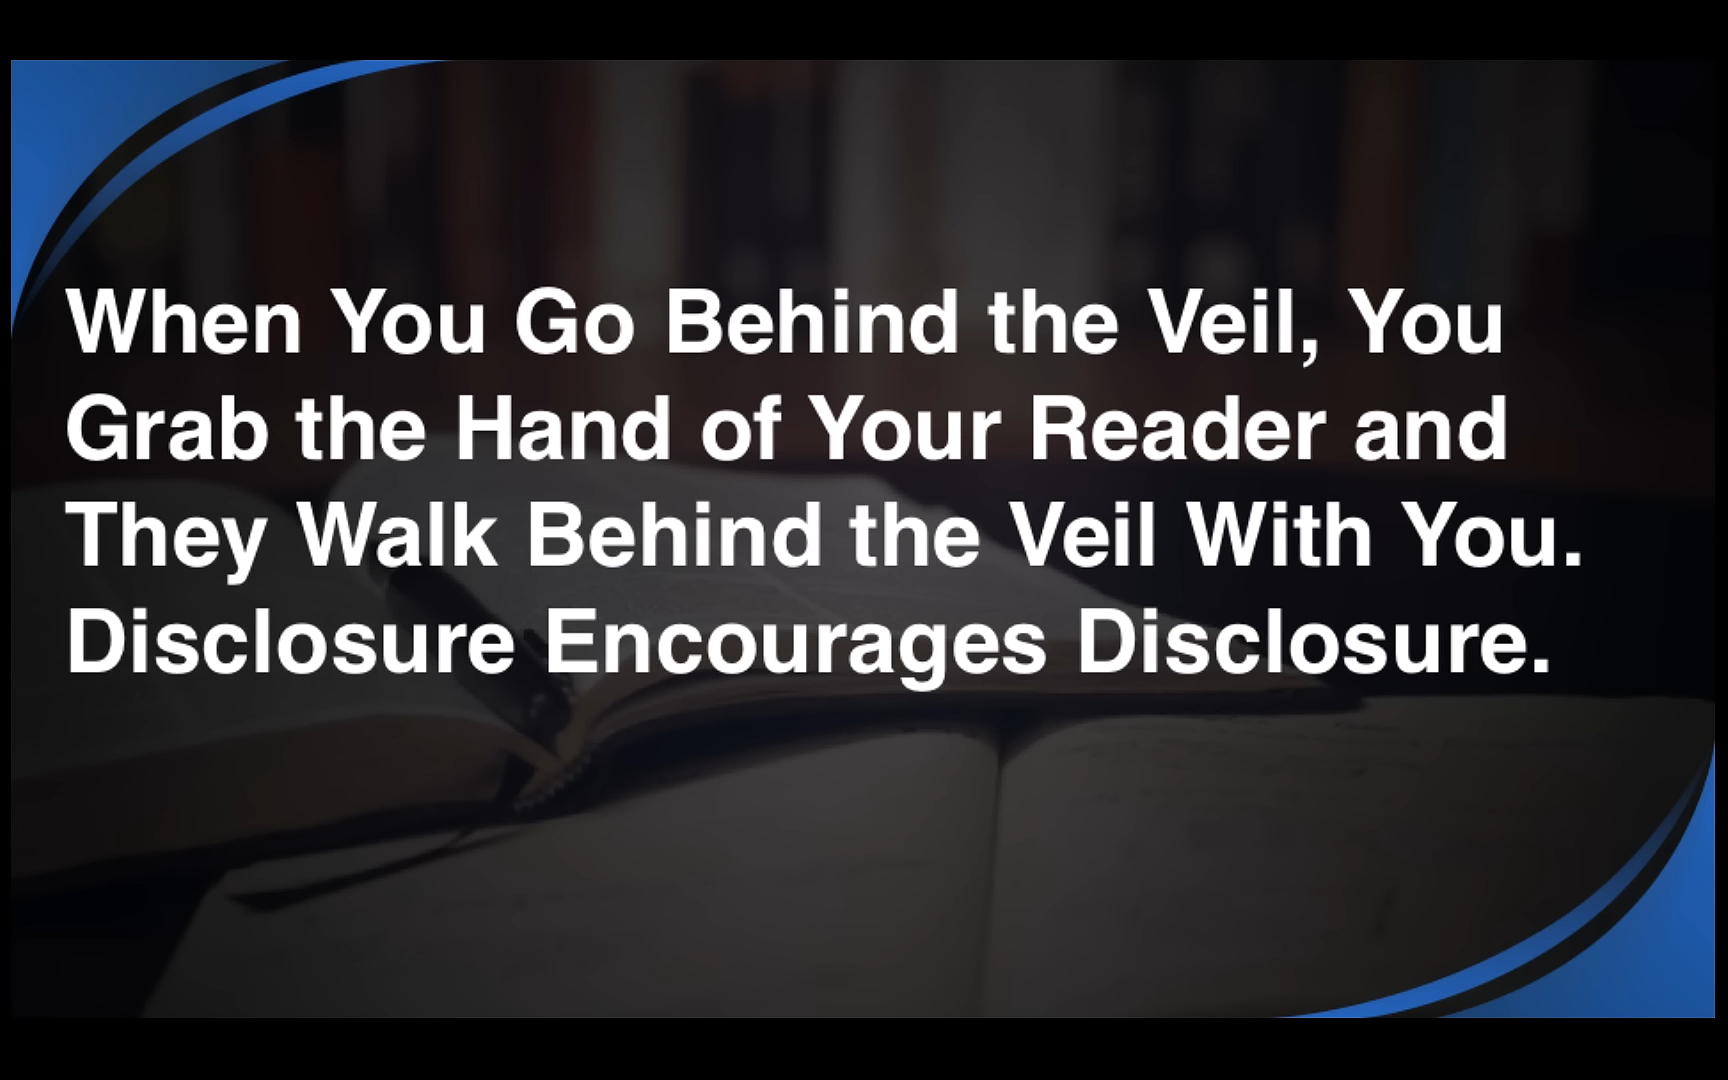 When You Go Behind the Veil, You
Grab the Hand of Your Reader and
They Walk Behind the Veil With You.
Disclosure Encourages Disclosure.